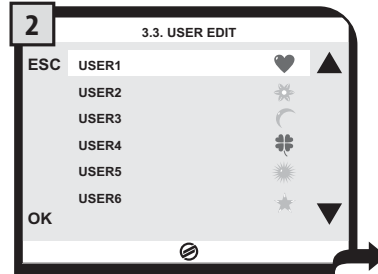 2
3.3. USER EDIT
ESC
USER1
USER2
USER3
USER4
USER5
USER6
OK